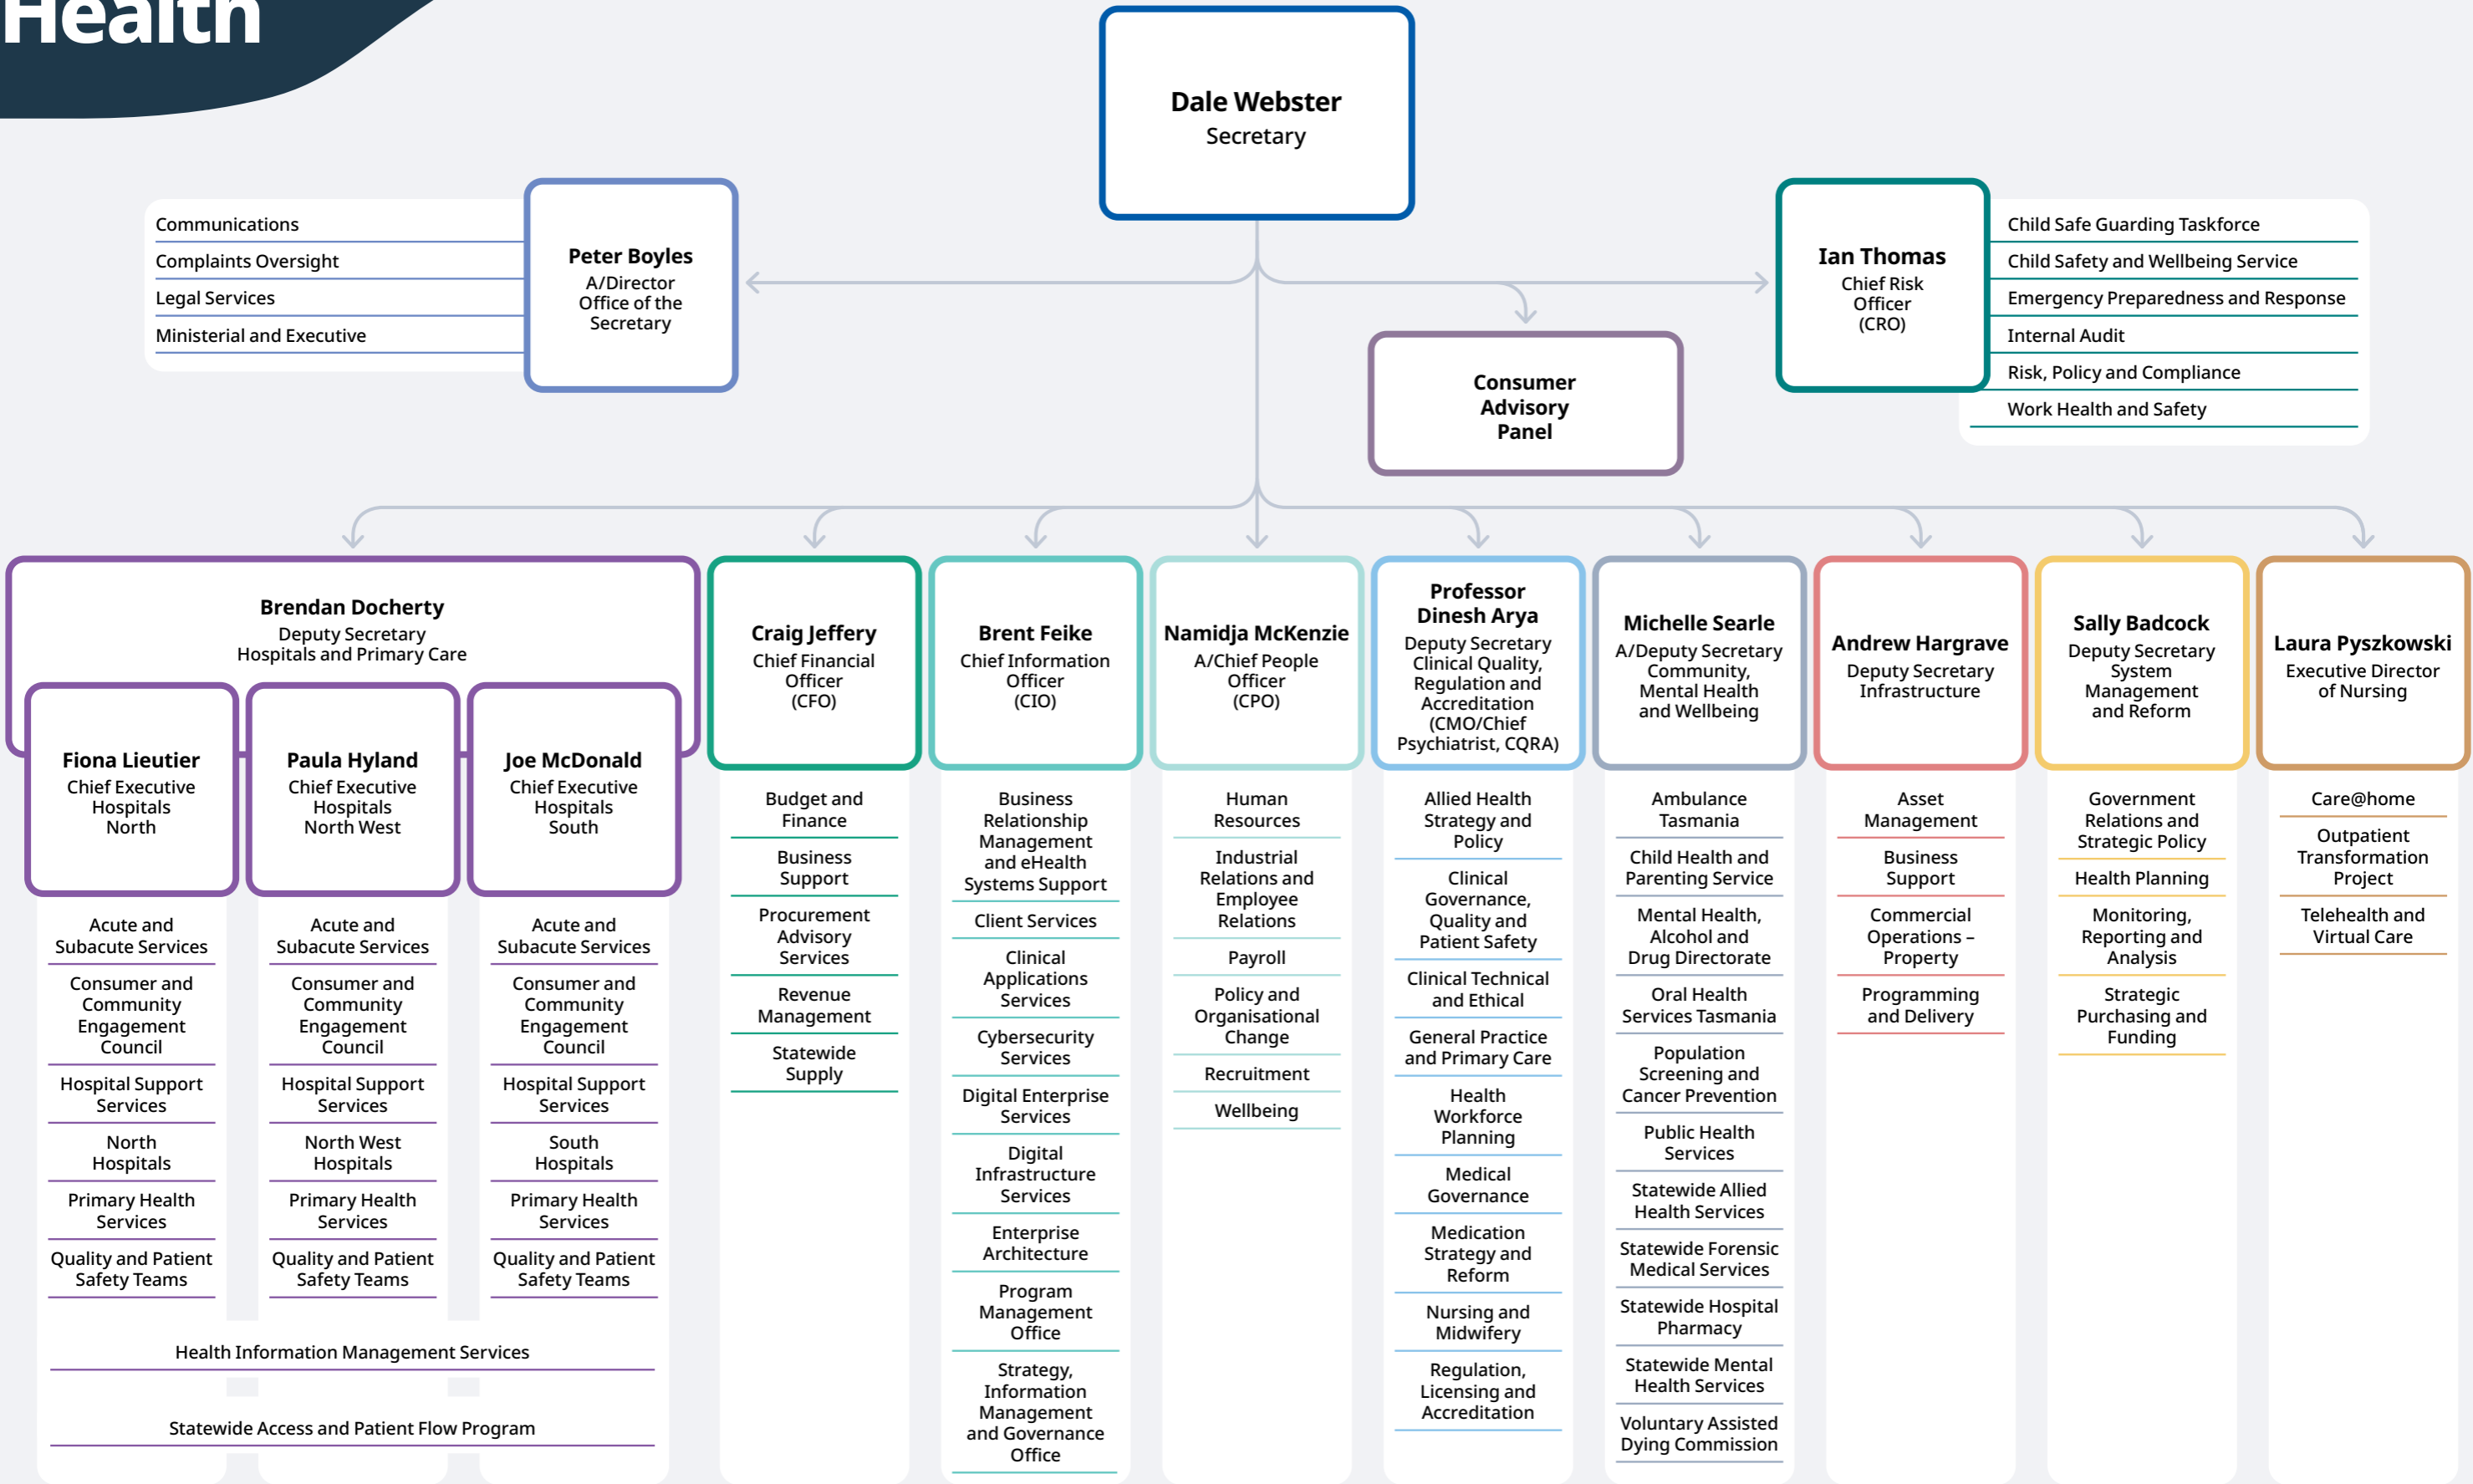 Health
Dale Webster
Secretary
Communications
Complaints Oversight
Legal Services
Ministerial and Executive
Peter Boyles
A/Director
Office of the
Secretary
Consumer
Advisory
Panel
Ian Thomas
Chief Risk
Officer
(CRO)
Child Safe Guarding Taskforce
Child Safety and Wellbeing Service
Emergency Preparedness and Response
Internal Audit
Risk, Policy and Compliance
Work Health and Safety
Brendan Docherty
Deputy Secretary
Hospitals and Primary Care
Fiona Lieutier
Chief Executive
Hospitals
North
Acute and
Subacute Services
Consumer and
Community
Engagement
Council
Hospital Support
Services
North
Hospitals
Primary Health
Services
Quality and Patient
Safety Teams
Paula Hyland
Chief Executive
Hospitals
North West
Acute and
Subacute Services
Consumer and
Community
Engagement
Council
Hospital Support
Services
North West
Hospitals
Primary Health
Services
Quality and Patient
Safety Teams
Joe McDonald
Chief Executive
Hospitals
South
Acute and
Subacute Services
Consumer and
Community
Engagement
Council
Hospital Support
Services
South
Hospitals
Primary Health
Services
Quality and Patient
Safety Teams
Health Information Management Services
Statewide Access and Patient Flow Program
Craig Jeffery
Chief Financial
Officer
(CFO)
Budget and
Finance
Business
Support
Procurement
Advisory
Services
Revenue
Management
Statewide
Supply
Brent Feike
Chief Information
Officer
(CIO)
Business
Relationship
Management
and eHealth
Systems Support
Client Services
Clinical
Applications
Services
Cybersecurity
Services
Digital Enterprise
Services
Digital
Infrastructure
Services
Enterprise
Architecture
Program
Management
Office
Strategy,
Information
Management
and Governance
Office
Namidja McKenzie
A/Chief People
Officer
(CPO)
Human
Resources
Industrial
Relations and
Employee
Relations
Payroll
Policy and
Organisational
Change
Recruitment
Wellbeing
Professor
Dinesh Arya
Deputy Secretary
Clinical Quality,
Regulation and
Accreditation
(CMO/Chief
Psychiatrist, CQRA)
Allied Health
Strategy and
Policy
Clinical
Governance,
Quality and
Patient Safety
Clinical Technical
and Ethical
General Practice
and Primary Care
Health
Workforce
Planning
Medical
Governance
Medication
Strategy and
Reform
Nursing and
Midwifery
Regulation,
Licensing and
Accreditation
Michelle Searle
A/Deputy Secretary
Community,
Mental Health
and Wellbeing
Ambulance
Tasmania
Child Health and
Parenting Service
Mental Health,
Alcohol and
Drug Directorate
Oral Health
Services Tasmania
Population
Screening and
Cancer Prevention
Public Health
Services
Statewide Allied
Health Services
Statewide Forensic
Medical Services
Statewide Hospital
Pharmacy
Statewide Mental
Health Services
Voluntary Assisted
Dying Commission
Andrew Hargrave
Deputy Secretary
Infrastructure
Asset
Management
Business
Support
Commercial
Operations –
Property
Programming
and Delivery
Sally Badcock
Deputy Secretary
System
Management
and Reform
Government
Relations and
Strategic Policy
Health Planning
Monitoring,
Reporting and
Analysis
Strategic
Purchasing and
Funding
Laura Pyszkowski
Executive Director
of Nursing
Care@home
Outpatient
Transformation
Project
Telehealth and
Virtual Care